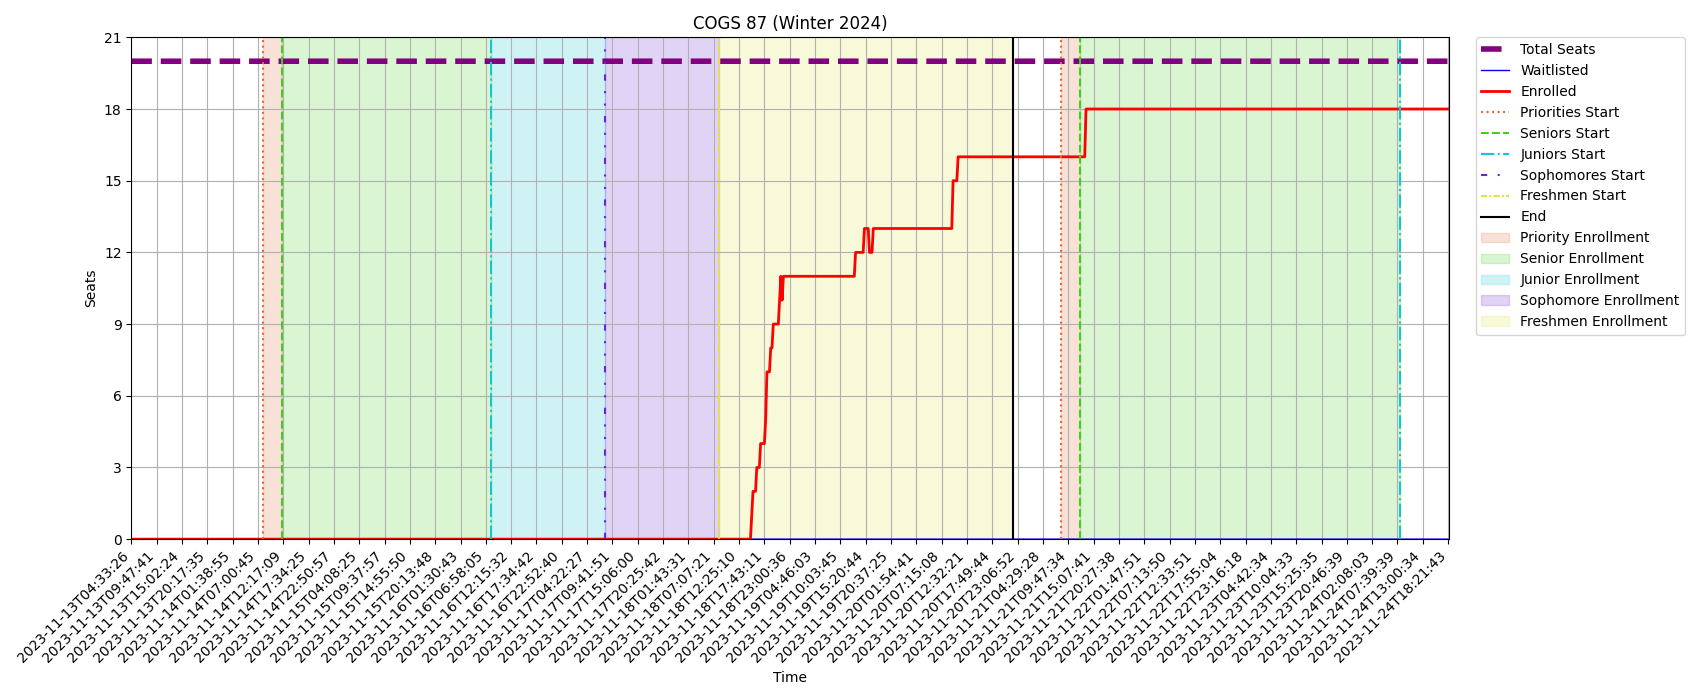 COGS 87 (Winter 2024)
21
18
15
12
9
6
3
0
Seats
Total Seats
Waitlisted
Enrolled
Priorities Start
Seniors Start
Juniors Start
Sophomores Start
Freshmen Start
End
Priority Enrollment
Senior Enrollment
Junior Enrollment
Sophomore Enrollment
Freshmen Enrollment
2023-11-13T04:33:26
2023-11-13T09:47:41
2023-11-13T15:02:24
2023-11-13T20:17:35
2023-11-14T01:38:55
2023-11-14T07:00:45
2023-11-14T12:17:09
2023-11-14T17:34:25
2023-11-14T22:50:57
2023-11-15T04:08:25
2023-11-15T09:37:57
2023-11-15T14:55:50
2023-11-15T20:13:48
2023-11-16T01:30:43
2023-11-16T06:58:05
2023-11-16T12:15:32
2023-11-16T17:34:42
2023-11-16T22:52:40
2023-11-17T04:22:27
2023-11-17T09:41:51
2023-11-17T15:06:00
2023-11-17T20:25:42
2023-11-18T01:43:31
2023-11-18T07:07:21
2023-11-18T12:25:10
2023-11-18T17:43:11
2023-11-18T23:00:36
2023-11-19T04:46:03
2023-11-19T10:03:45
2023-11-19T15:20:44
2023-11-19T20:37:25
2023-11-20T01:54:41
2023-11-20T07:15:08
2023-11-20T12:32:21
2023-11-20T17:49:44
2023-11-20T23:06:52
2023-11-21T04:29:28
2023-11-21T09:47:34
2023-11-21T15:07:41
2023-11-21T20:27:38
2023-11-22T01:47:51
2023-11-22T07:13:50
2023-11-22T12:33:51
2023-11-22T17:55:04
2023-11-22T23:16:18
2023-11-23T04:42:34
2023-11-23T10:04:33
2023-11-23T15:25:35
2023-11-23T20:46:39
2023-11-24T02:08:03
2023-11-24T07:39:39
2023-11-24T13:00:34
2023-11-24T18:21:43
Time